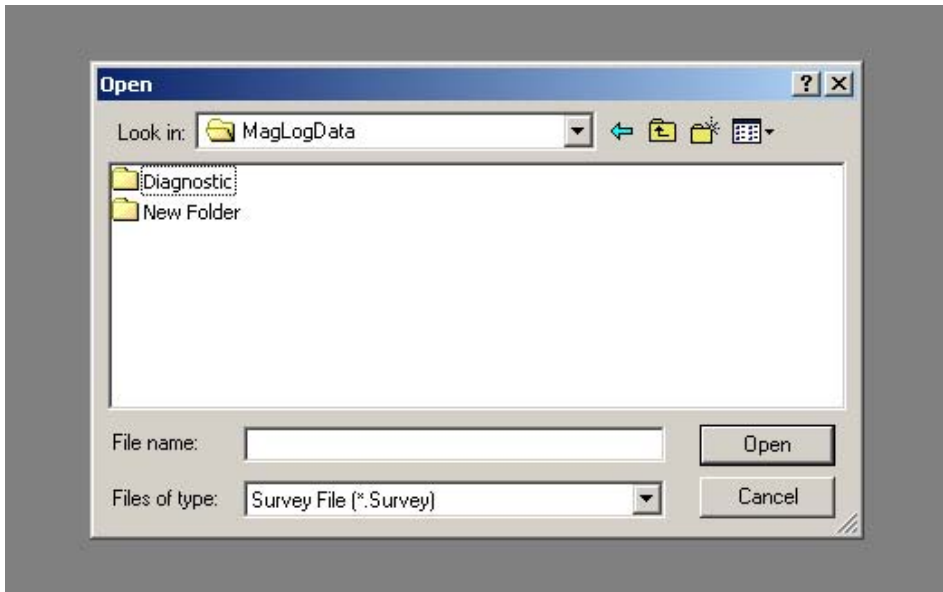 Open
Look in: MagLogData
Diagnostic
New Folder
File name: Open
Files of type: Survey File (*.Survey) Cancel